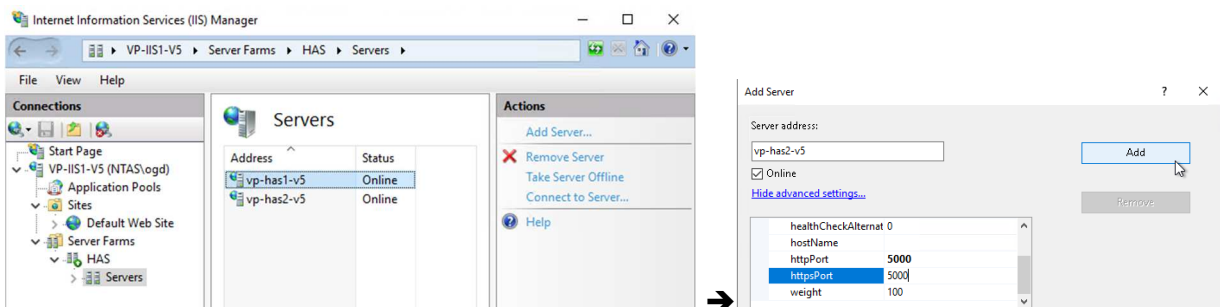 Internet Information Services (IIS) Manager
VP-IIS1-V5 Server Farms HAS Servers
File View Help
Connections
Start Page
VP-IIS1-V5 (NTAS\ogd)
Application Pools
Sites
Default Web Site
Server Farms
HAS
Servers
Servers
Address Status
vp-has1-v5 Online
vp-has2-v5 Online
Actions
Add Server...
Remove Server
Take Server Offline
Connect to Server...
Help
Add Server
Server address:
vp-has2-v5
Add
Online
Hide advanced settings...
Remove
healthCheckAlternat 0
hostName
httpPort 5000
httpsPort 5000
weight 100